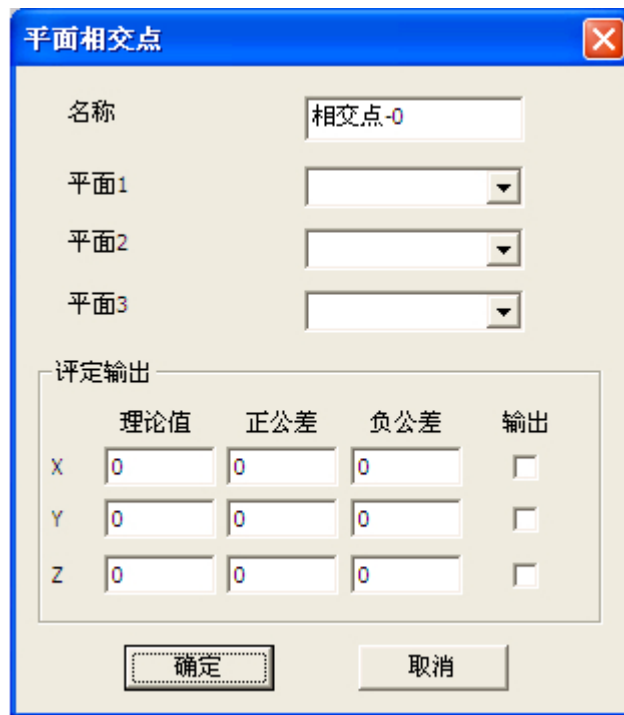 平面相交点
名称 相交点-0
平面1
平面2
平面3
评定输出
理论值 正公差 负公差 输出
X 0 0 0
Y 0 0 0
Z 0 0 0
确定 取消